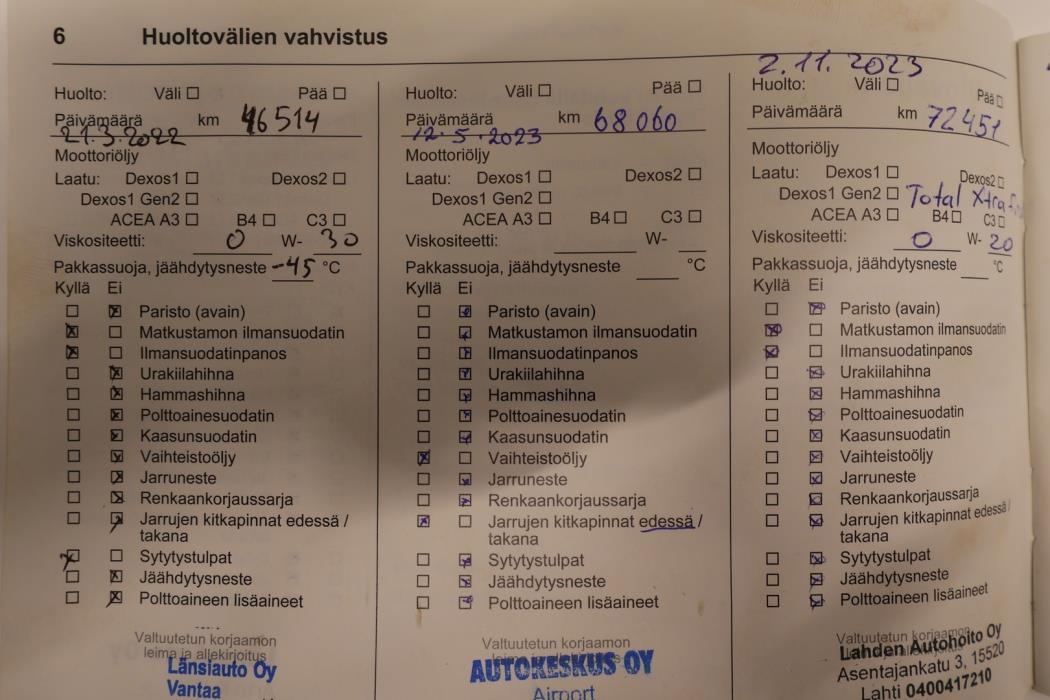 6 Huoltovälien vahvistus
Huolto: Väli Pää
Päivämäärä km 46514
21.3.2022
Moottoriöljy
Laatu: Dexos1 Dexos2
Dexos1 Gen2
ACEA A3 B4 C3
Viskositeetti: 0 W- 30
Pakkassuoja, jäähdytysneste -45 °C
Kyllä Ei
Paristo (avain)
Matkustamon ilmansuodatin
Ilmansuodatinpanos
Urakiilahihna
Hammashihna
Polttoainesuodatin
Kaasunsuodatin
Vaihteistoöljy
Jarruneste
Renkaankorjaussarja
Jarrujen kitkapinnat edessä /
takana
Sytytystulpat
Jäähdytysneste
Polttoaineen lisäaineet
Valtuutetun korjaamon
leima ja allekirjoitus
Länsiauto Oy
Vantaa
Huolto: Väli Pää
Päivämäärä km 68060
12.5.2023
Moottoriöljy
Laatu: Dexos1 Dexos2
Dexos1 Gen2
ACEA A3 B4 C3
Viskositeetti: W-
Pakkassuoja, jäähdytysneste °C
Kyllä Ei
Paristo (avain)
Matkustamon ilmansuodatin
Ilmansuodatinpanos
Urakiilahihna
Hammashihna
Polttoainesuodatin
Kaasunsuodatin
Vaihteistoöljy
Jarruneste
Renkaankorjaussarja
Jarrujen kitkapinnat edessä /
takana
Sytytystulpat
Jäähdytysneste
Polttoaineen lisäaineet
Valtuutetun korjaamon
leima ja allekirjoitus
AUTOKESKUS OY
Airport
2.11.2023
Huolto: Väli Pää
Päivämäärä km 72451
Moottoriöljy
Laatu: Dexos1 Dexos2
Dexos1 Gen2 Total Xtra
ACEA A3 B4 C3
Viskositeetti: 0 W- 20
Pakkassuoja, jäähdytysneste °C
Kyllä Ei
Paristo (avain)
Matkustamon ilmansuodatin
Ilmansuodatinpanos
Urakiilahihna
Hammashihna
Polttoainesuodatin
Kaasunsuodatin
Vaihteistoöljy
Jarruneste
Renkaankorjaussarja
Jarrujen kitkapinnat edessä /
takana
Sytytystulpat
Jäähdytysneste
Polttoaineen lisäaineet
Valtuutetun korjaamon
leima ja allekirjoitus
Lahden Autohoito Oy
Asentajankatu 3, 15520
Lahti 0400417210